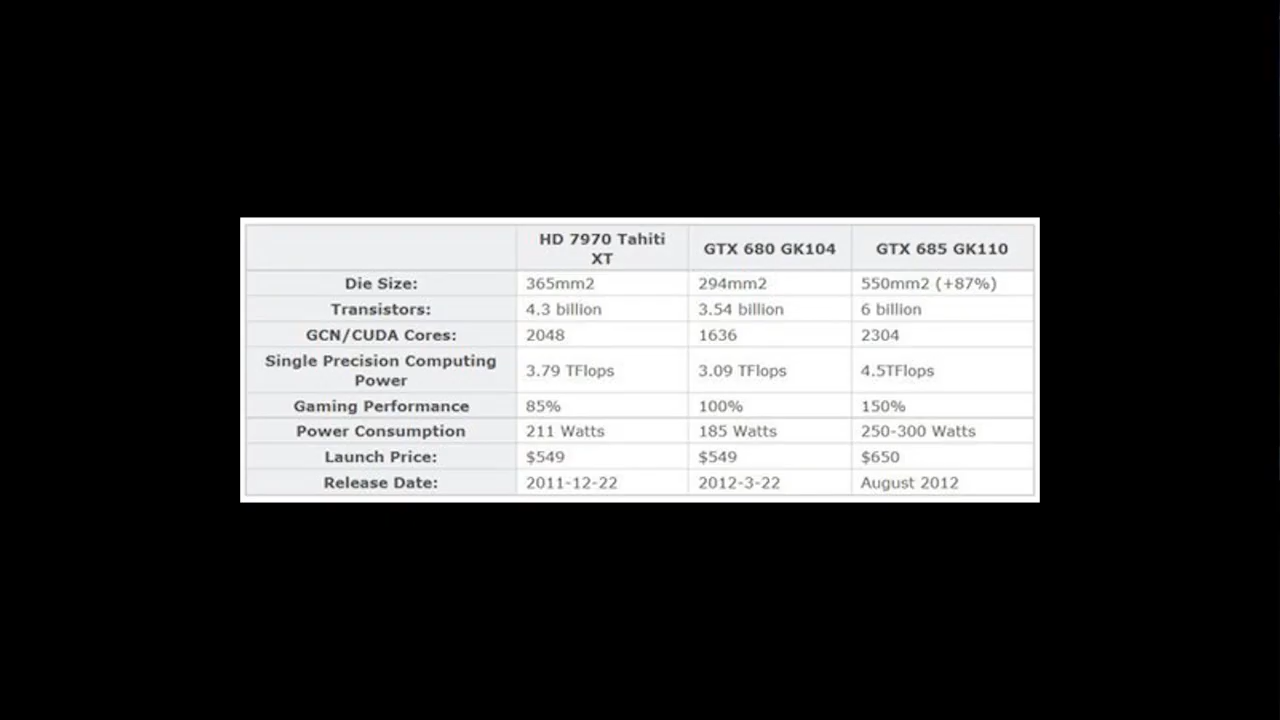 HD 7970 Tahiti XT GTX 680 GK104 GTX 685 GK110
Die Size: 365mm2 294mm2 550mm2 (+87%)
Transistors: 4.3 billion 3.54 billion 6 billion
GCN/CUDA Cores: 2048 1636 2304
Single Precision Computing Power 3.79 TFlops 3.09 TFlops 4.5TFlops
Gaming Performance 85% 100% 150%
Power Consumption 211 Watts 185 Watts 250-300 Watts
Launch Price: $549 $549 $650
Release Date: 2011-12-22 2012-3-22 August 2012